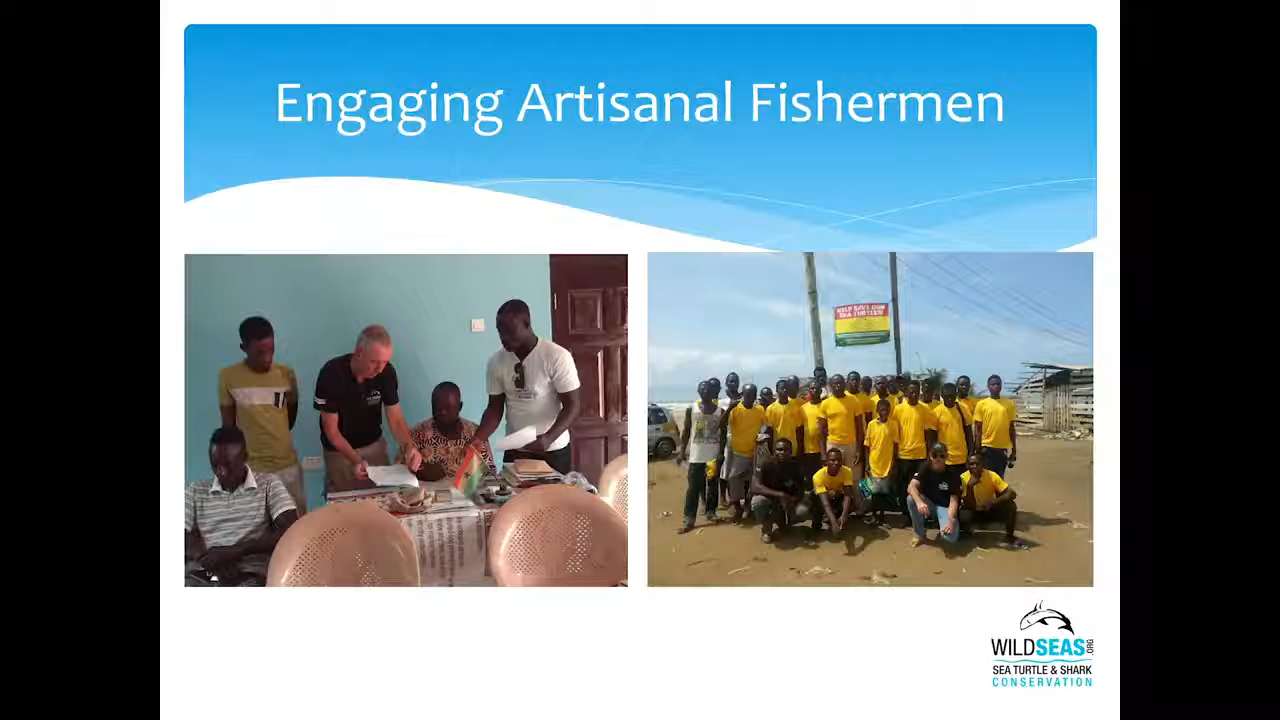 Engaging Artisanal Fishermen
HELP SAVE OUR
SEA TURTLES!
WILDSEAS.ORG
SEA TURTLE & SHARK
CONSERVATION